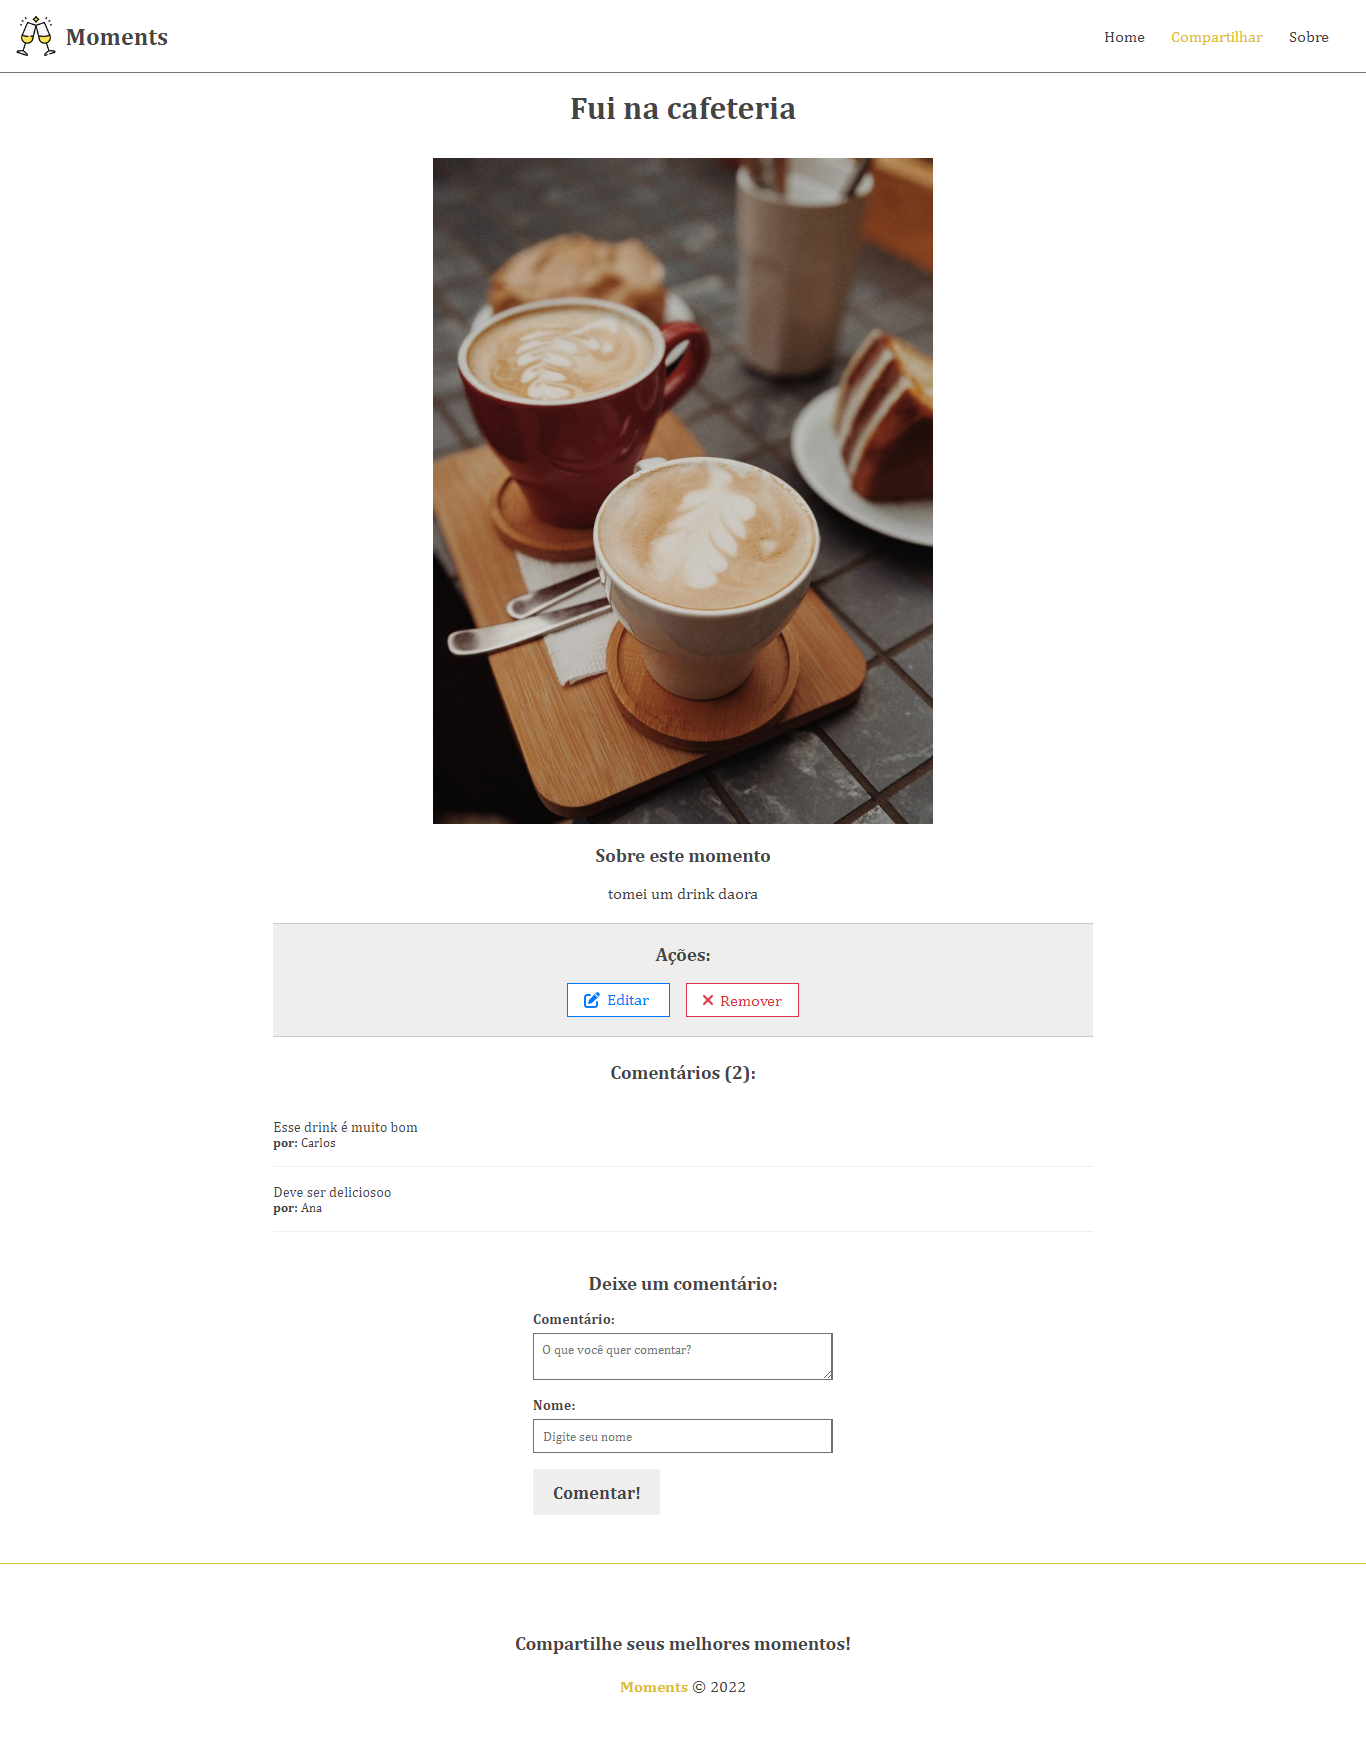 Moments
Home Compartilhar Sobre
Fui na cafeteria
Sobre este momento
tomei um drink daora
Ações:
Editar Remover
Comentários (2):
Esse drink é muito bom
por: Carlos
Deve ser deliciosoo
por: Ana
Deixe um comentário:
Comentário:
O que você quer comentar?
Nome:
Digite seu nome
Comentar!
Compartilhe seus melhores momentos!
Moments © 2022